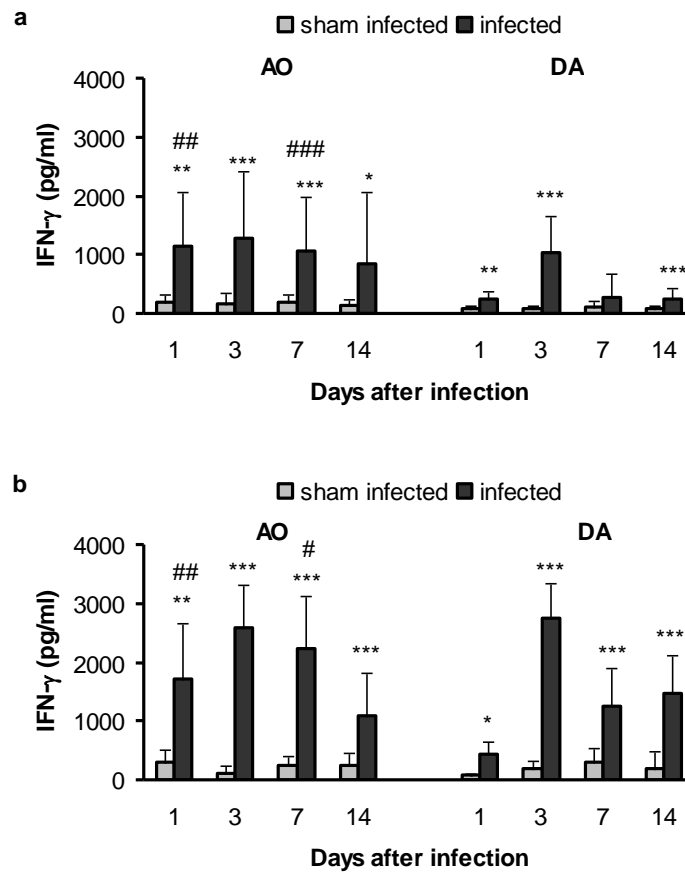 a
sham infected infected
AO DA
4000
3000
2000
1000
0
IFN-γ (pg/ml)
##
**
***
###
***
*
**
***
***
1 3 7 14 1 3 7 14
Days after infection
b
sham infected infected
AO DA
4000
3000
2000
1000
0
IFN-γ (pg/ml)
##
**
***
#
***
***
*
***
***
***
1 3 7 14 1 3 7 14
Days after infection